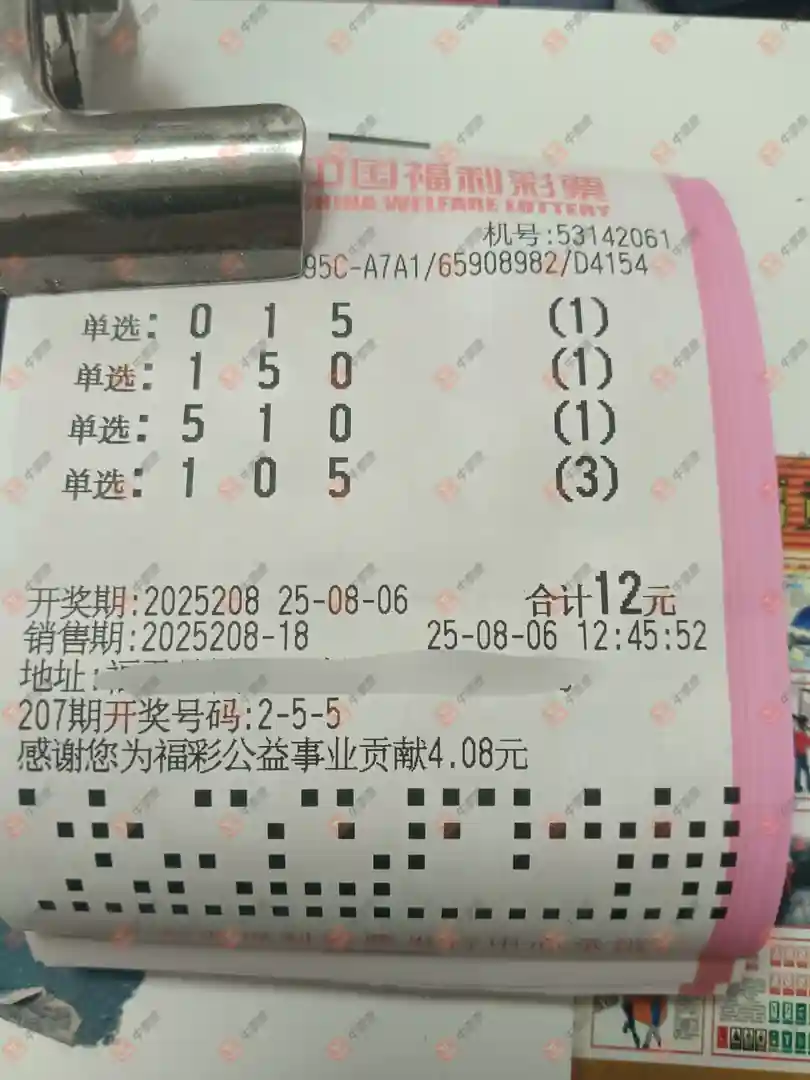 中国福利彩票
CHINA WELFARE LOTTERY
机号:53142061
95C-A7A1/65908982/D4154
单选: 0 1 5 (1)
单选: 1 5 0 (1)
单选: 5 1 0 (1)
单选: 1 0 5 (3)
开奖期:2025208 25-08-06 合计12元
销售期:2025208-18 25-08-06 12:45:52
地址:
207期开奖号码:2-5-5
感谢您为福彩公益事业贡献4.08元